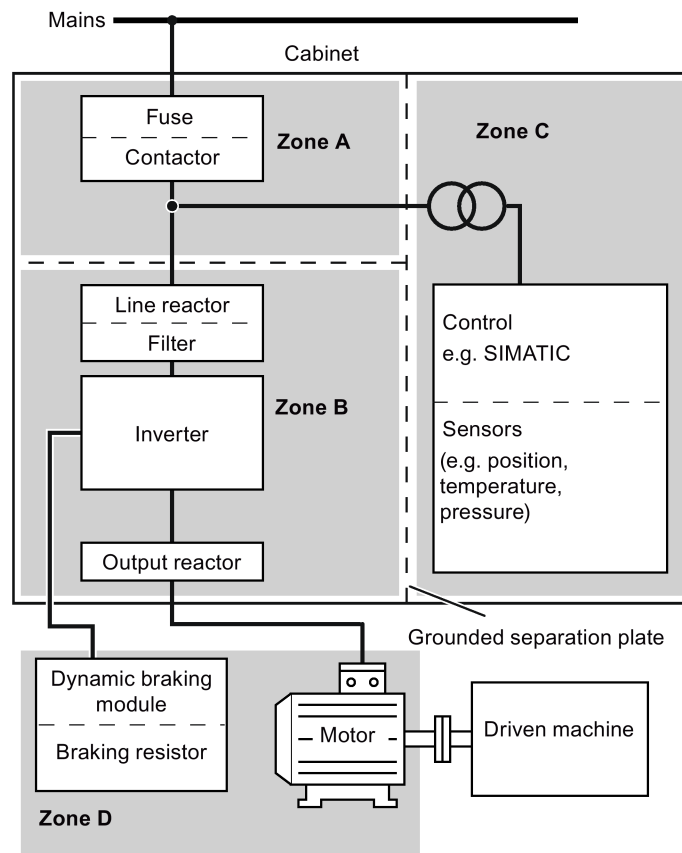 Mains
Cabinet
Fuse
Contactor
Zone A
Zone C
Line reactor
Filter
Inverter
Zone B
Output reactor
Control
e.g. SIMATIC
Sensors
(e.g. position,
temperature,
pressure)
Grounded separation plate
Dynamic braking
module
Braking resistor
Motor
Driven machine
Zone D